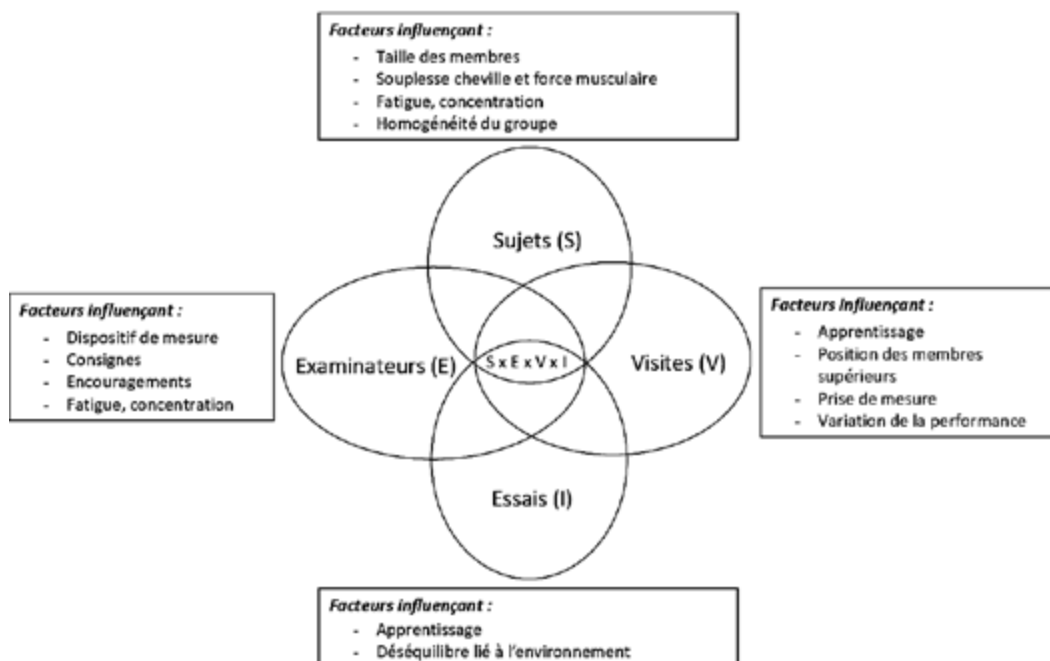 Facteurs influençant :
- Taille des membres
- Souplesse cheville et force musculaire
- Fatigue, concentration
- Homogénéité du groupe
Sujets (S)
Facteurs influençant :
- Dispositif de mesure
- Consignes
- Encouragements
- Fatigue, concentration
Examinateurs (E)
S x E x V x I
Visites (V)
Facteurs influençant :
- Apprentissage
- Position des membres
supérieurs
- Prise de mesure
- Variation de la performance
Essais (I)
Facteurs influençant :
- Apprentissage
- Déséquilibre lié à l'environnement